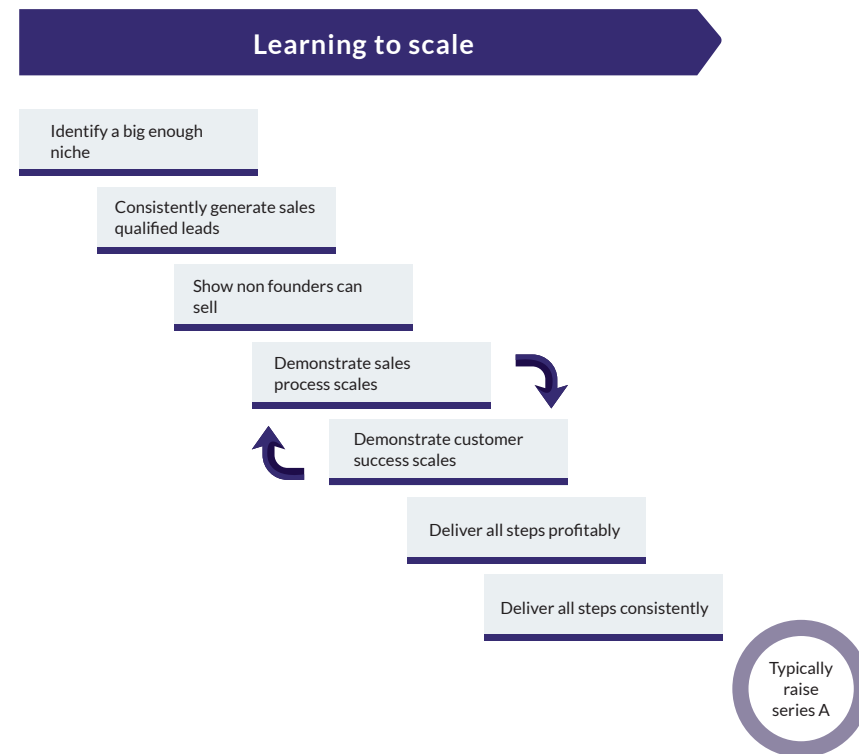 Learning to scale
Identify a big enough
niche
Consistently generate sales
qualified leads
Show non founders can
sell
Demonstrate sales
process scales
Demonstrate customer
success scales
Deliver all steps profitably
Deliver all steps consistently
Typically
raise
series A